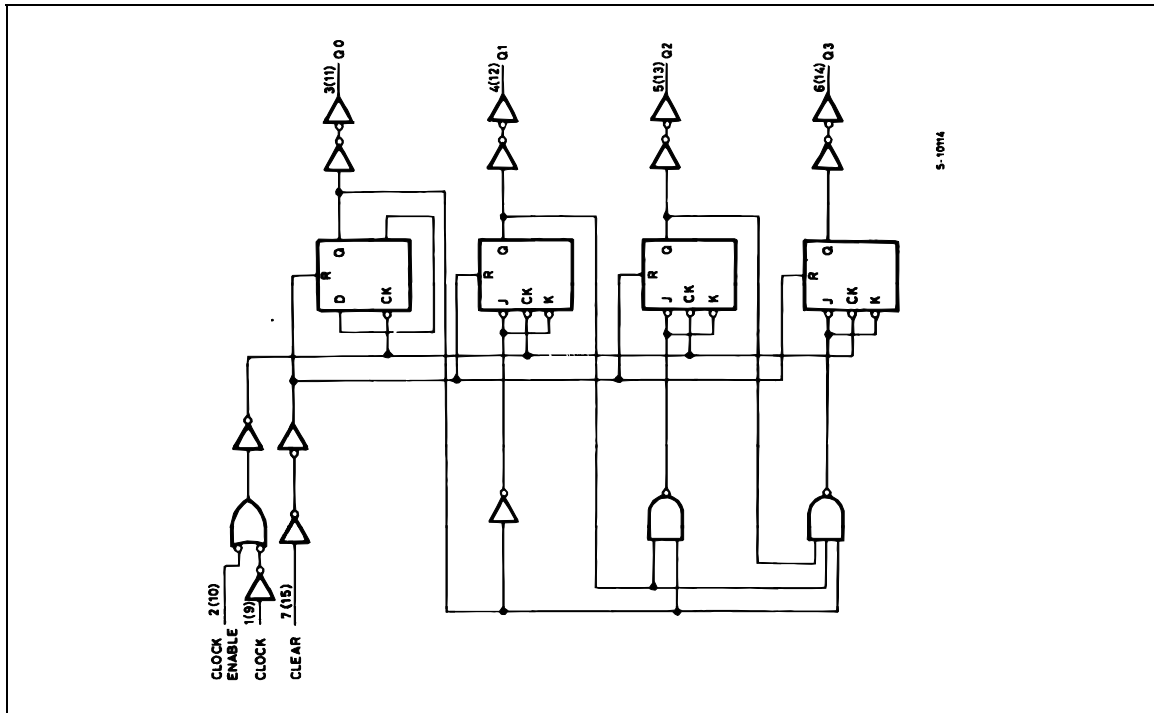 3(11) Q0
4(12) Q1
5(13) Q2
6(14) Q3
S-10114
Q
R
D
CK
Q
R
J
CK
K
Q
R
J
CK
K
Q
R
J
CK
K
2(10)
1(9)
7(15)
CLOCK
ENABLE
CLOCK
CLEAR